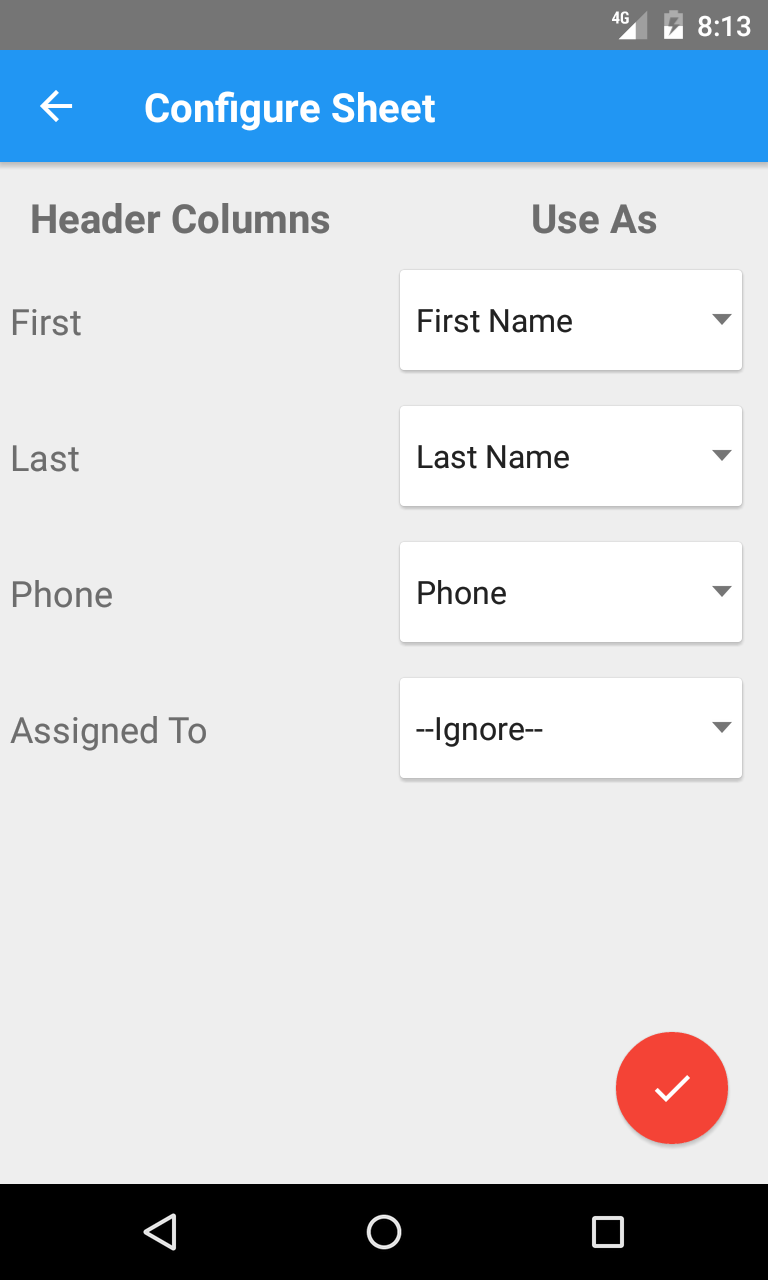 4G 8:13
Configure Sheet
Header Columns Use As
First First Name
Last Last Name
Phone Phone
Assigned To --Ignore--